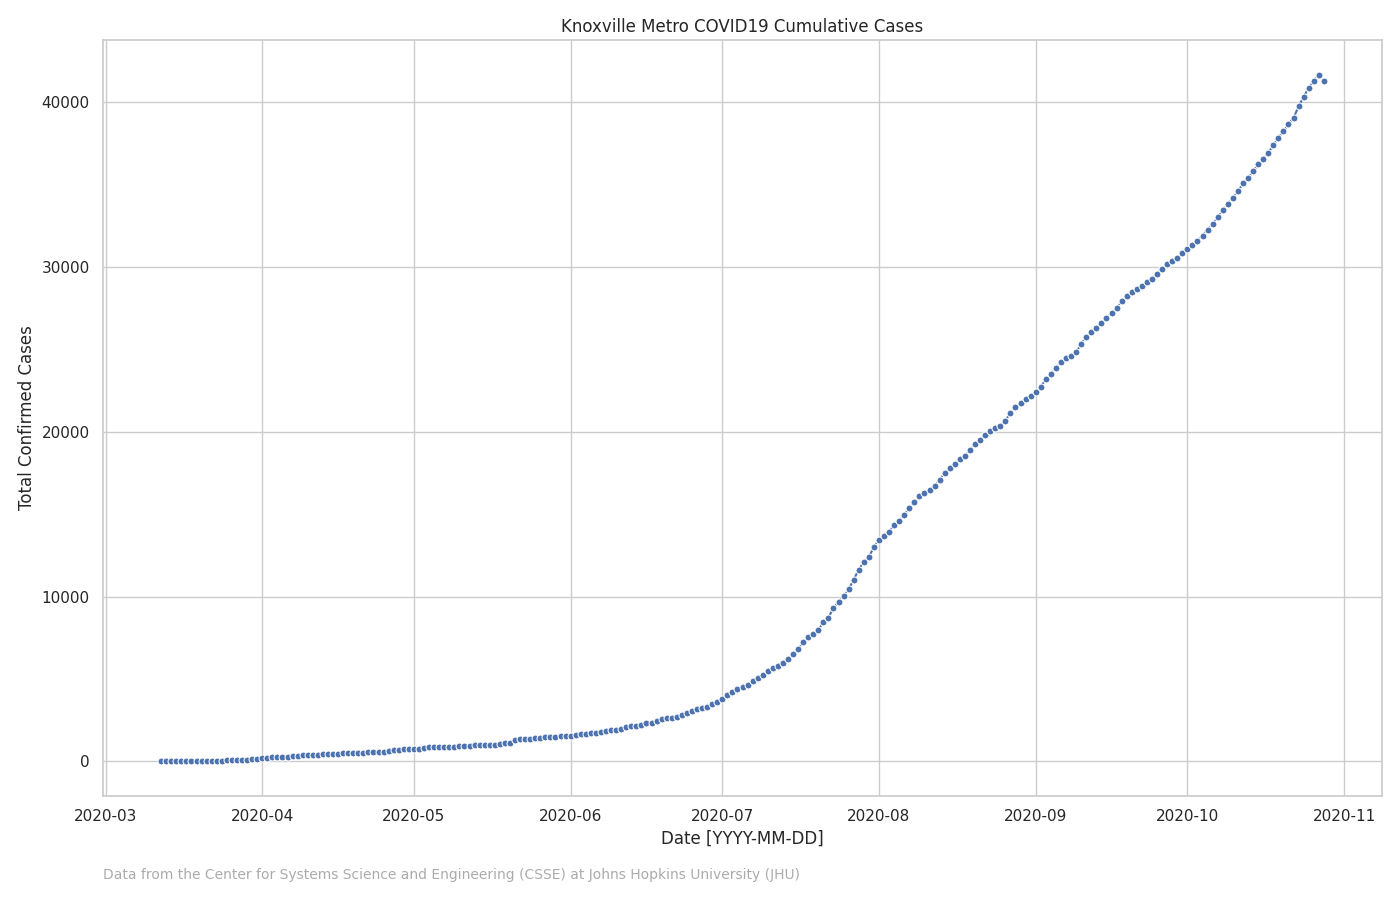 Knoxville Metro COVID19 Cumulative Cases
40000
30000
20000
10000
0
Total Confirmed Cases
2020-03 2020-04 2020-05 2020-06 2020-07 2020-08 2020-09 2020-10 2020-11
Date [YYYY-MM-DD]
Data from the Center for Systems Science and Engineering (CSSE) at Johns Hopkins University (JHU)